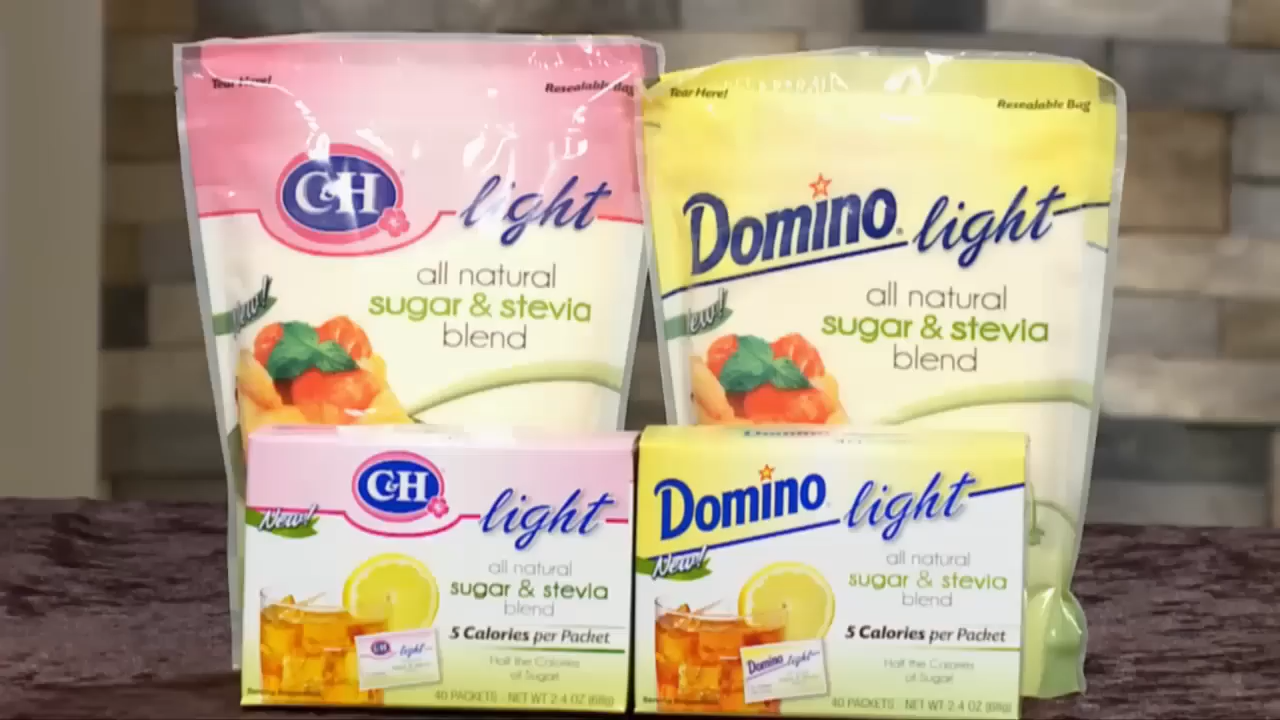 Tear Here!
Resealable Bag
C&H light
all natural
sugar & stevia
blend
New!
Tear Here!
Resealable Bag
Domino light
all natural
sugar & stevia
blend
New!
C&H light
New!
all natural
sugar & stevia
blend
5 Calories per Packet
Half the Calories
of Sugar!
C&H light
40 PACKETS NET WT 2.4 OZ (68g)
Domino light
New!
all natural
sugar & stevia
blend
5 Calories per Packet
Half the Calories
of Sugar!
Domino light
40 PACKETS NET WT 2.4 OZ (68g)